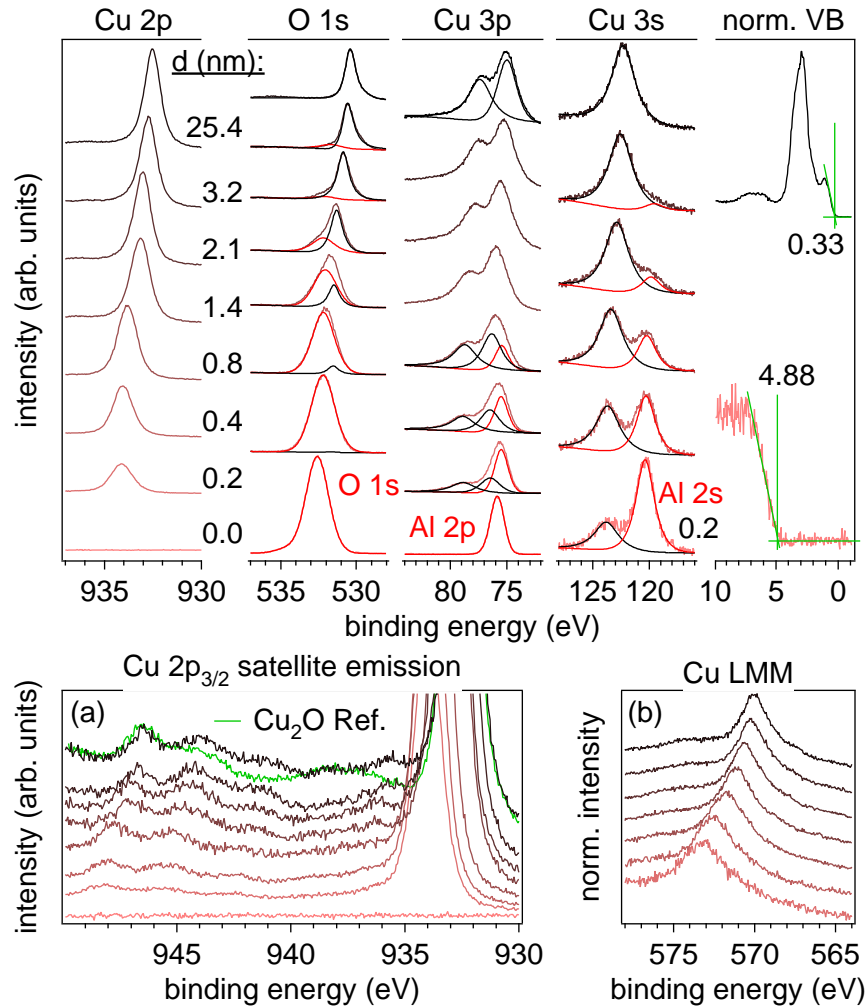 Cu 2p O 1s Cu 3p Cu 3s norm. VB
d (nm):
25.4
3.2
2.1
1.4
0.8
0.4
0.2
0.0
0.33
4.88
O 1s
Al 2p
Al 2s
0.2
intensity (arb. units)
935 930 535 530 80 75 125 120 10 5 0
binding energy (eV)
Cu 2p3/2 satellite emission
(a)
Cu2O Ref.
intensity (arb. units)
945 940 935 930
binding energy (eV)
Cu LMM
(b)
norm. intensity
575 570 565
binding energy (eV)